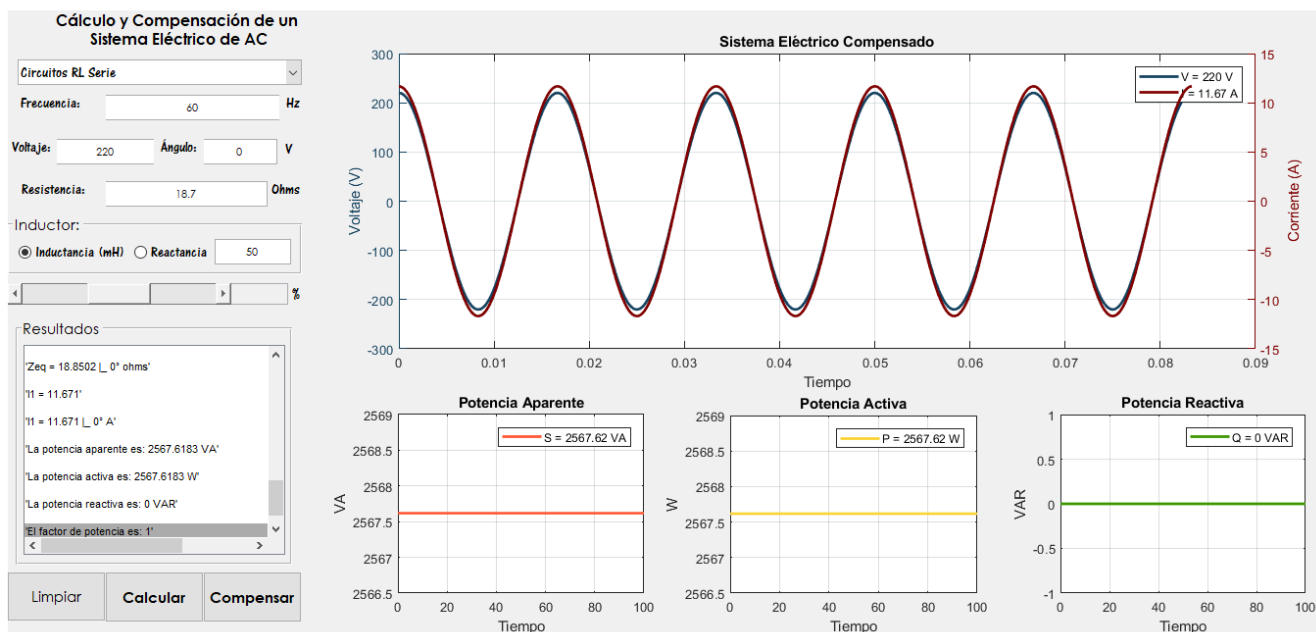 Cálculo y Compensación de un
Sistema Eléctrico de AC
Circuitos RL Serie
Frecuencia: 60 Hz
Voltaje: 220 Ángulo: 0 V
Resistencia: 18.7 Ohms
Inductor:
Inductancia (mH) Reactancia 50
%
Resultados
'Zeq = 18.8502 |_ 0° ohms'
'I1 = 11.671'
'I1 = 11.671 |_ 0° A'
'La potencia aparente es: 2567.6183 VA'
'La potencia activa es: 2567.6183 W'
'La potencia reactiva es: 0 VAR'
'El factor de potencia es: 1'
Limpiar Calcular Compensar
Sistema Eléctrico Compensado
V = 220 V
= 11.67 A
Voltaje (V)
300
200
100
0
-100
-200
-300
Corriente (A)
15
10
5
0
-5
-10
-15
0 0.01 0.02 0.03 0.04 0.05 0.06 0.07 0.08 0.09
Tiempo
Potencia Aparente
S = 2567.62 VA
VA
2569
2568.5
2568
2567.5
2567
2566.5
0 20 40 60 80 100
Tiempo
Potencia Activa
P = 2567.62 W
W
2569
2568.5
2568
2567.5
2567
2566.5
0 20 40 60 80 100
Tiempo
Potencia Reactiva
Q = 0 VAR
VAR
1
0.5
0
-0.5
-1
0 20 40 60 80 100
Tiempo